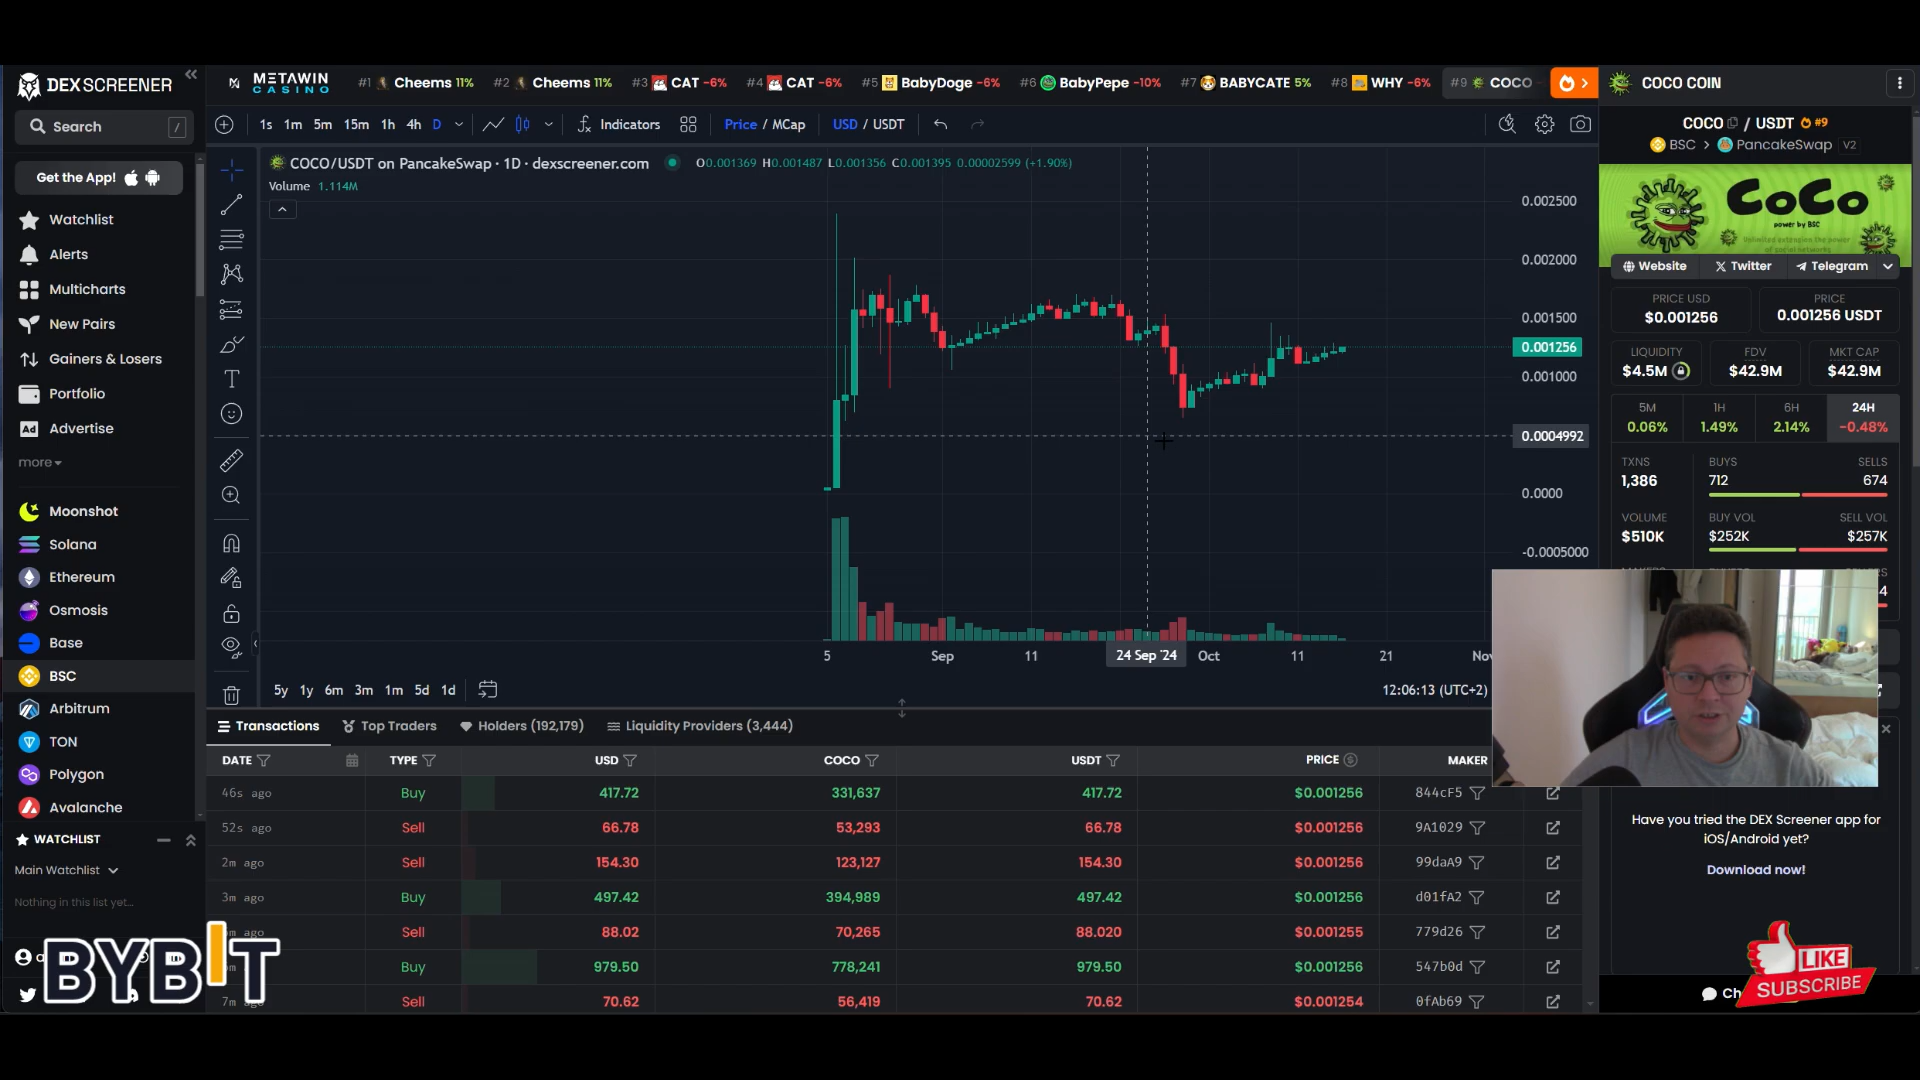 DEX SCREENER
METAWIN CASINO
#1 Cheems 11%
#2 Cheems 11%
#3 CAT -6%
#4 CAT -6%
#5 BabyDoge -6%
#6 BabyPepe -10%
#7 BABYCATE 5%
#8 WHY -6%
#9 COCO
COCO COIN
Search /
1s 1m 5m 15m 1h 4h D
Indicators
Price / MCap
USD / USDT
COCO / USDT #9
BSC > PancakeSwap V2
Get the App!
Watchlist
Alerts
Multicharts
New Pairs
Gainers & Losers
Portfolio
Ad Advertise
more
Moonshot
Solana
Ethereum
Osmosis
Base
BSC
Arbitrum
TON
Polygon
Avalanche
WATCHLIST
Main Watchlist
Nothing in this list yet...
COCO/USDT on PancakeSwap · 1D · dexscreener.com
O0.001369 H0.001487 L0.001356 C0.001395 0.00002599 (+1.90%)
Volume 1.114M
0.002500
0.002000
0.001500
0.001256
0.001000
0.0004992
0.0000
-0.0005000
5 Sep 11 24 Sep '24 Oct 11 21 Nov
5y 1y 6m 3m 1m 5d 1d
12:06:13 (UTC+2)
CoCo
power by BSC
Unlimited extension the power
of social networks
Website
Twitter
Telegram
PRICE USD
$0.001256
PRICE
0.001256 USDT
LIQUIDITY
$4.5M
FDV
$42.9M
MKT CAP
$42.9M
5M
0.06%
1H
1.49%
6H
2.14%
24H
-0.48%
TXNS
1,386
BUYS
712
SELLS
674
VOLUME
$510K
BUY VOL
$252K
SELL VOL
$257K
Transactions
Top Traders
Holders (192,179)
Liquidity Providers (3,444)
DATE TYPE USD COCO USDT PRICE MAKER
46s ago Buy 417.72 331,637 417.72 $0.001256 844cF5
52s ago Sell 66.78 53,293 66.78 $0.001256 9A1029
2m ago Sell 154.30 123,127 154.30 $0.001256 99daA9
3m ago Buy 497.42 394,989 497.42 $0.001256 d01fA2
ago Sell 88.02 70,265 88.020 $0.001255 779d26
Buy 979.50 778,241 979.50 $0.001256 547b0d
7m Sell 70.62 56,419 70.62 $0.001254 0fAb69
Have you tried the DEX Screener app for
iOS/Android yet?
Download now!
BYBIT
LIKE
SUBSCRIBE